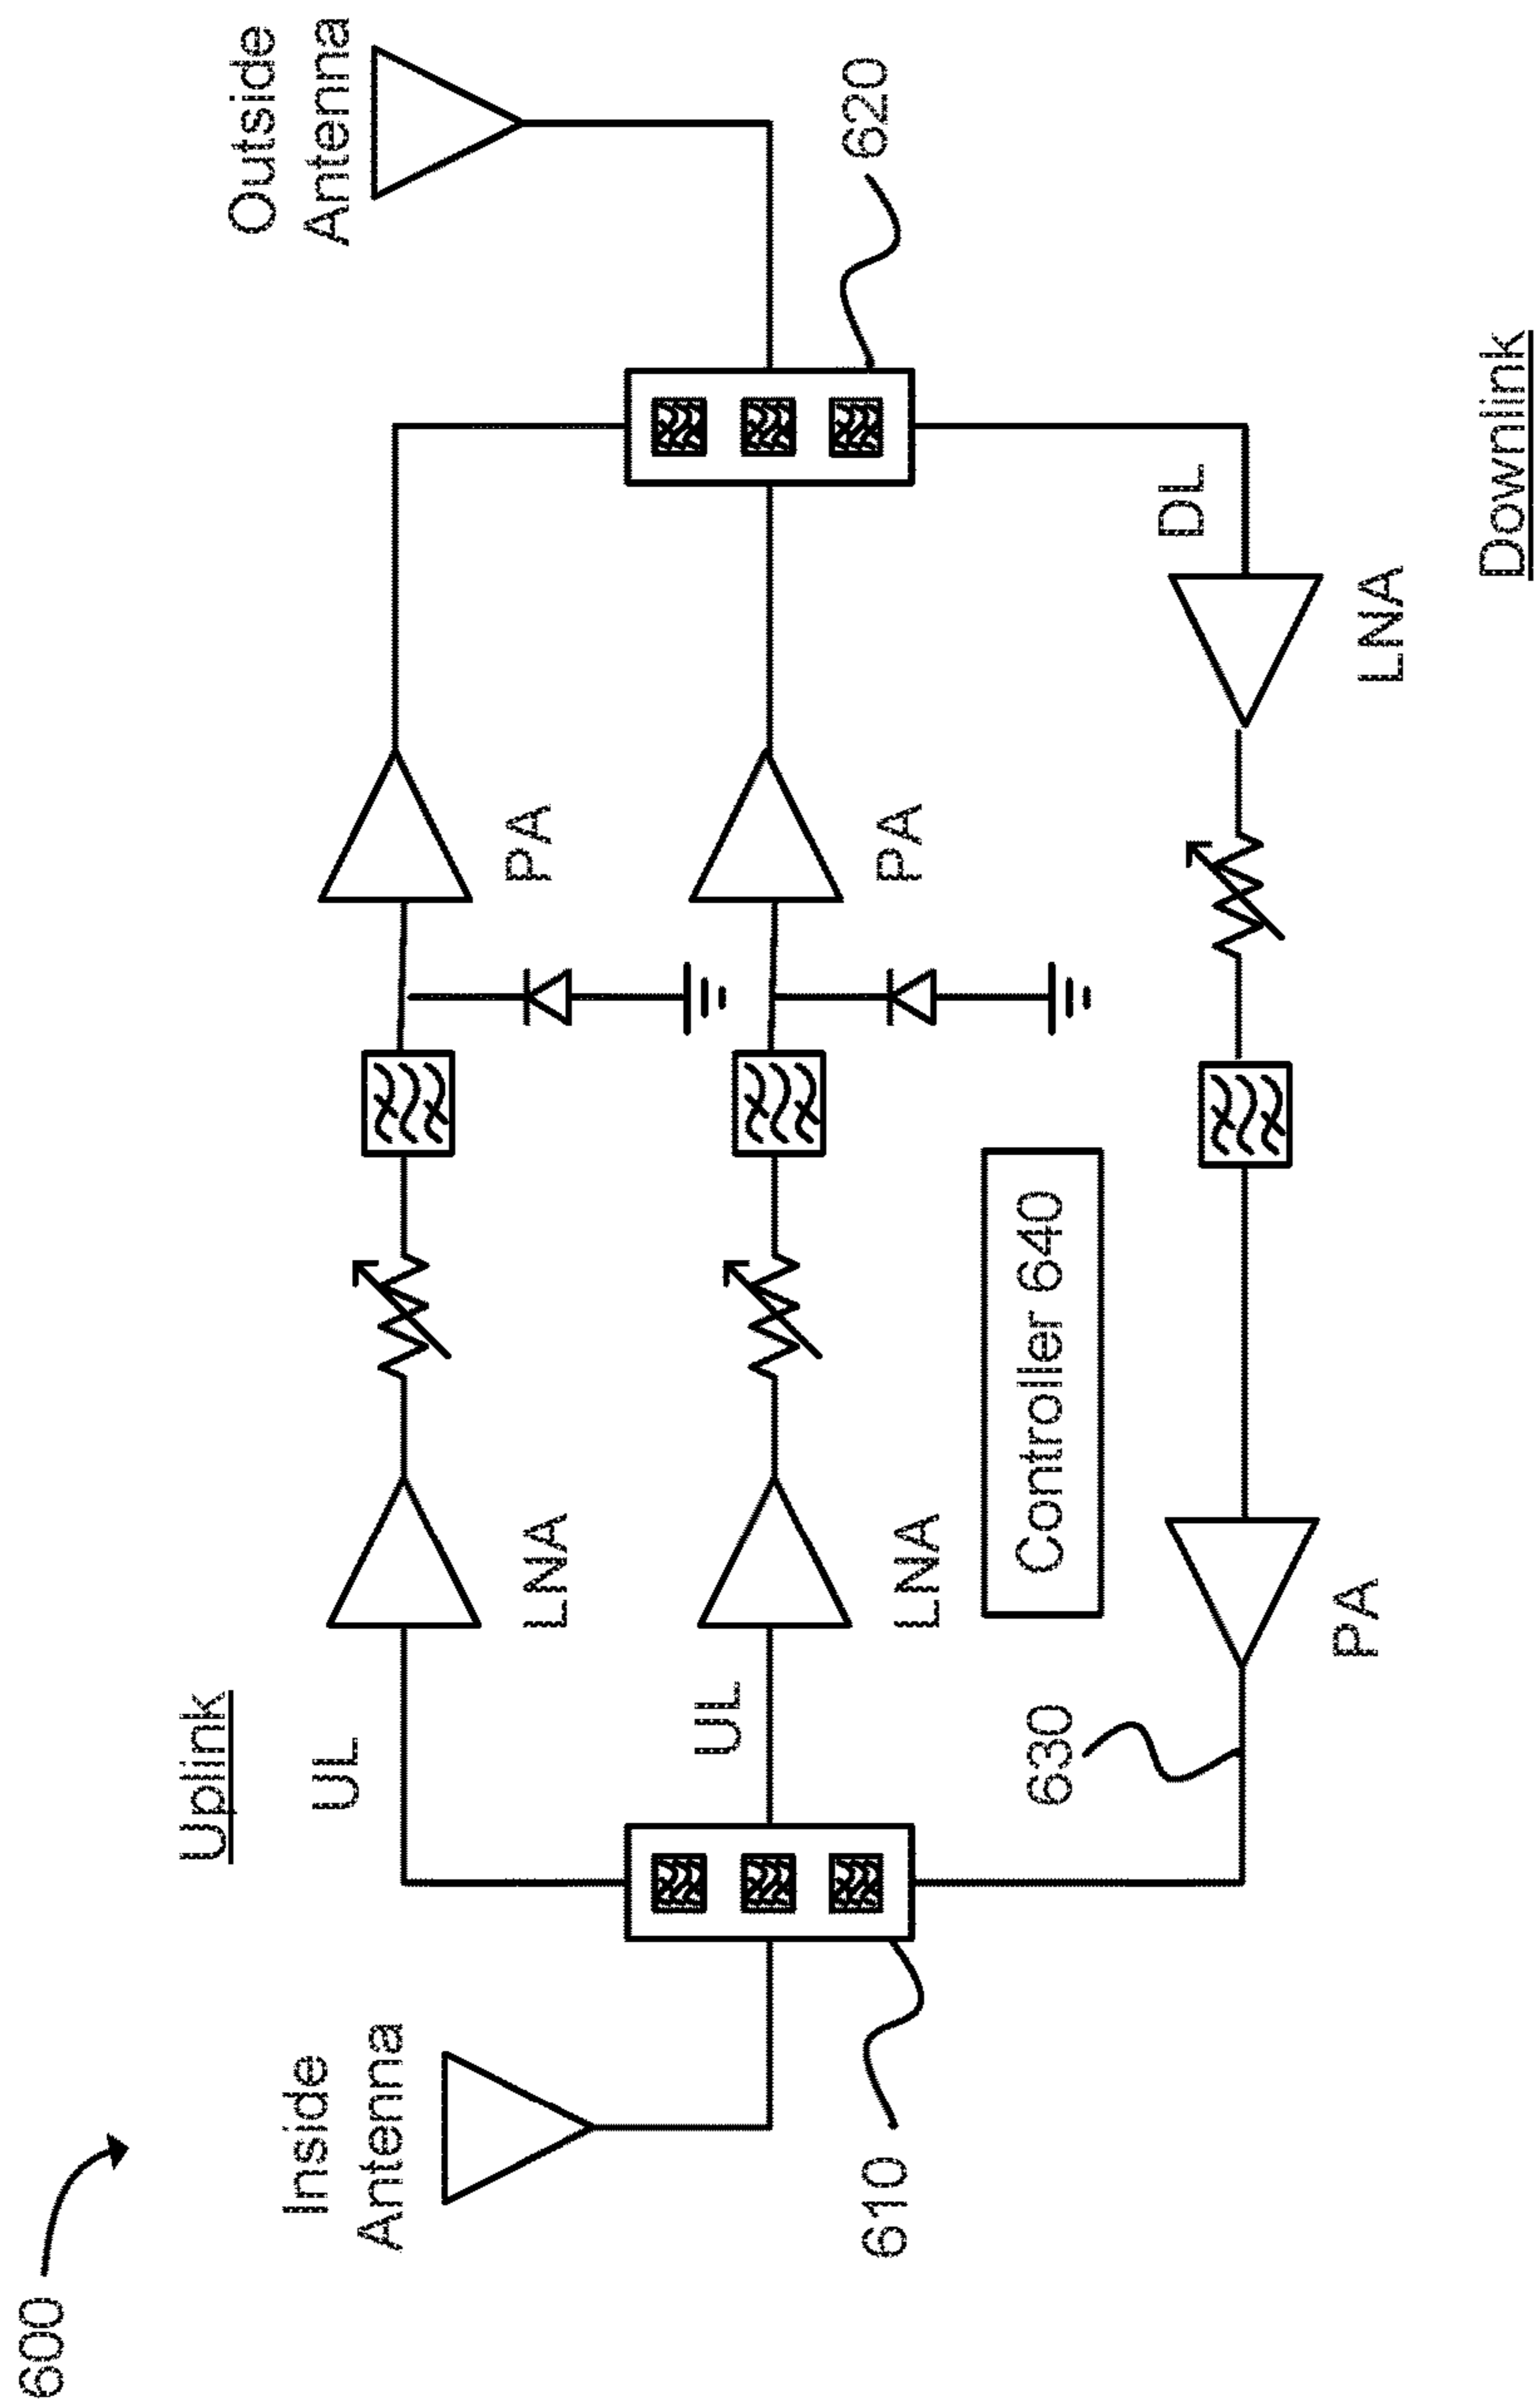 600
Uplink
Inside
Antenna
Outside
Antenna
UL
LNA
PA
UL
LNA
PA
610
620
Controller 640
630
DL
PA
LNA
Downlink